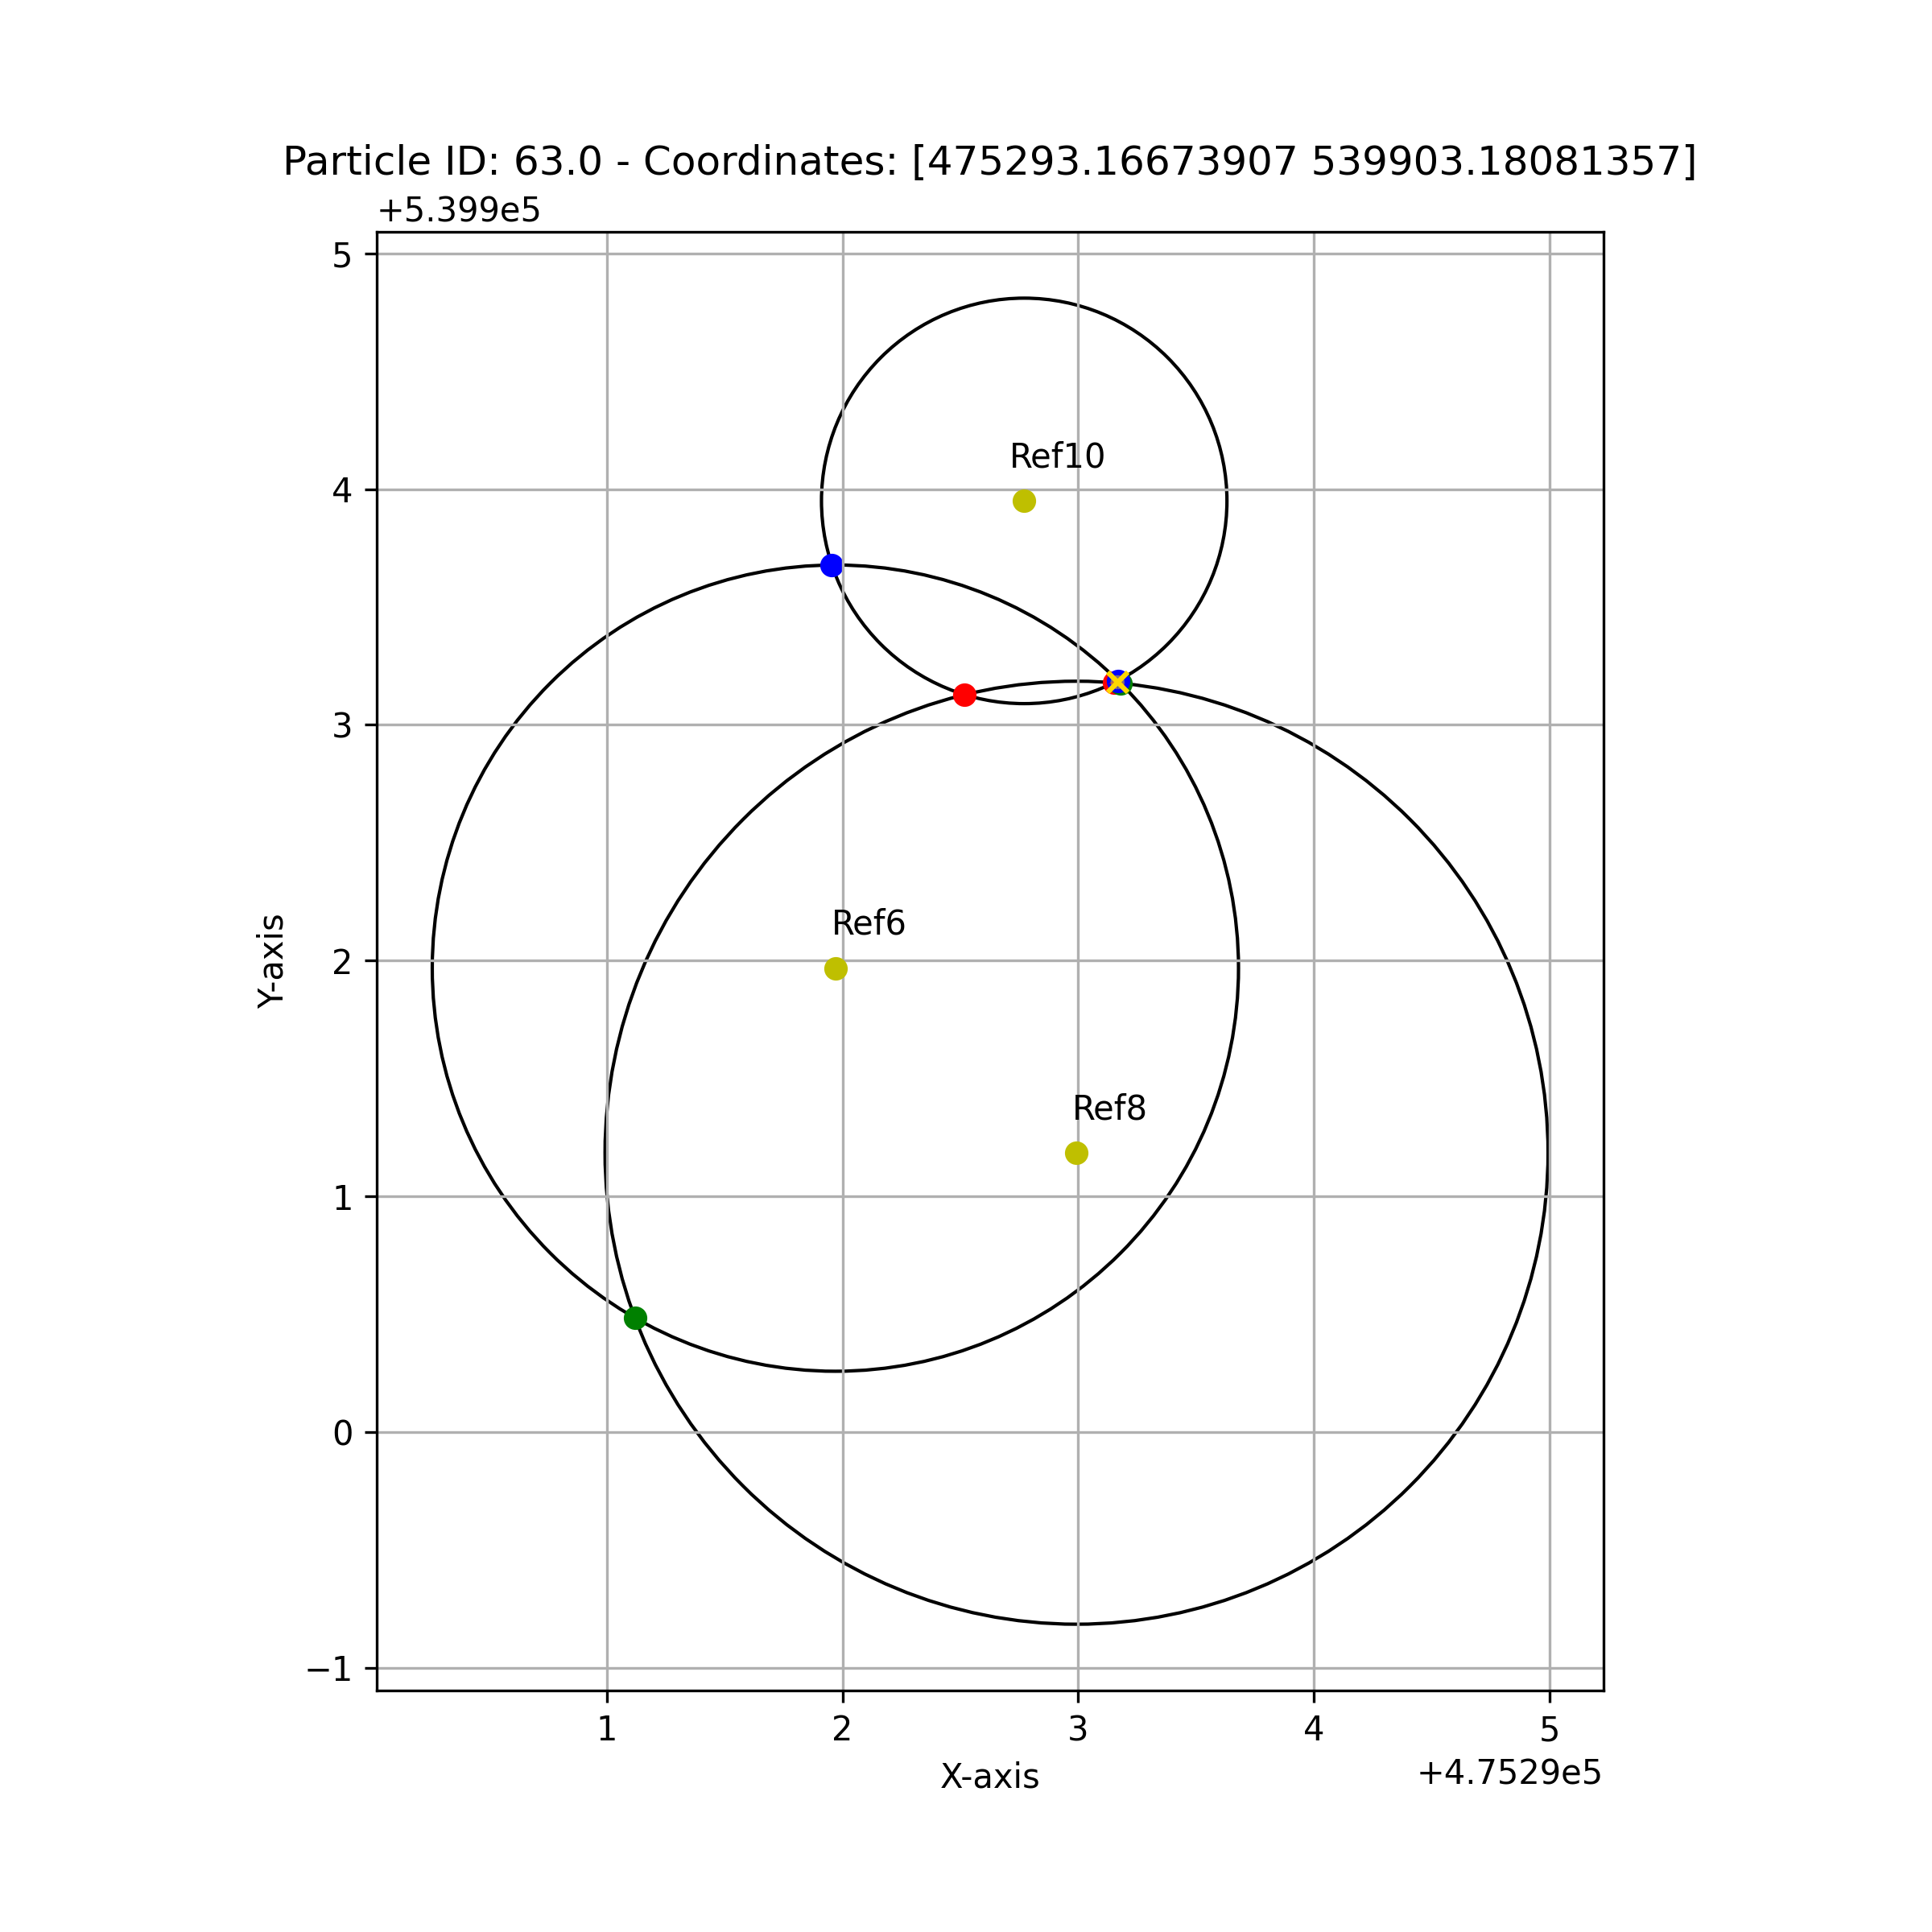 Particle ID: 63.0 - Coordinates: [475293.16673907 539903.18081357]
+5.399e5
5
4
3
2
1
0
−1
Y-axis
Ref10
Ref6
Ref8
1 2 3 4 5
X-axis
+4.7529e5